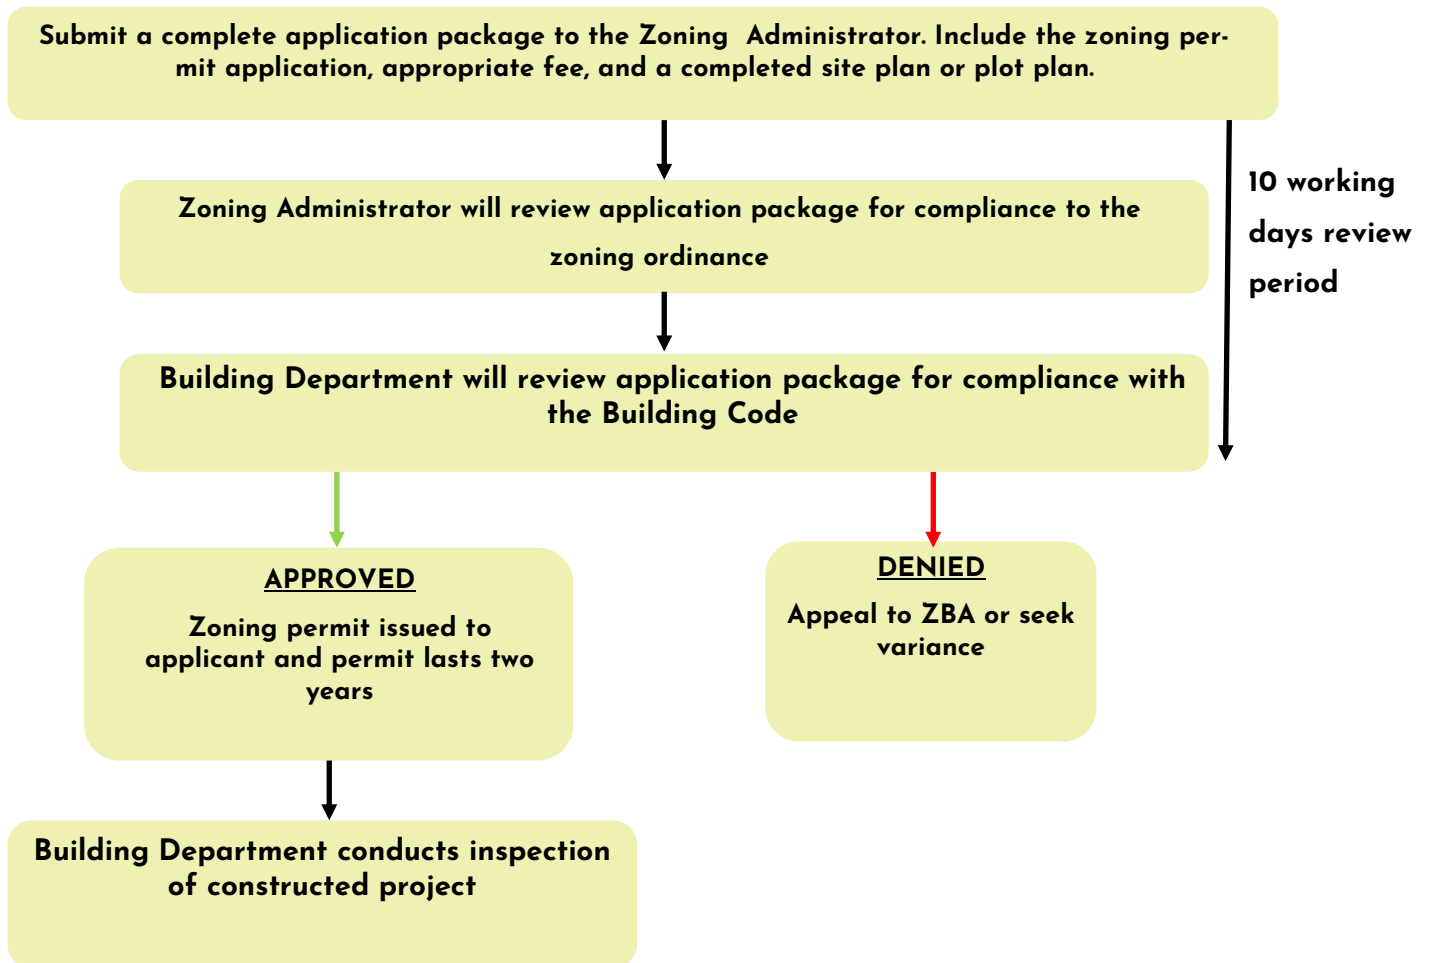 Submit a complete application package to the Zoning  Administrator. Include the zoning per-
mit application, appropriate fee, and a completed site plan or plot plan.
10 working
days review
period
Zoning Administrator will review application package for compliance to the
zoning ordinance
Building Department will review application package for compliance with
the Building Code
APPROVED
Zoning permit issued to
applicant and permit lasts two
years
DENIED
Appeal to ZBA or seek
variance
Building Department conducts inspection
of constructed project